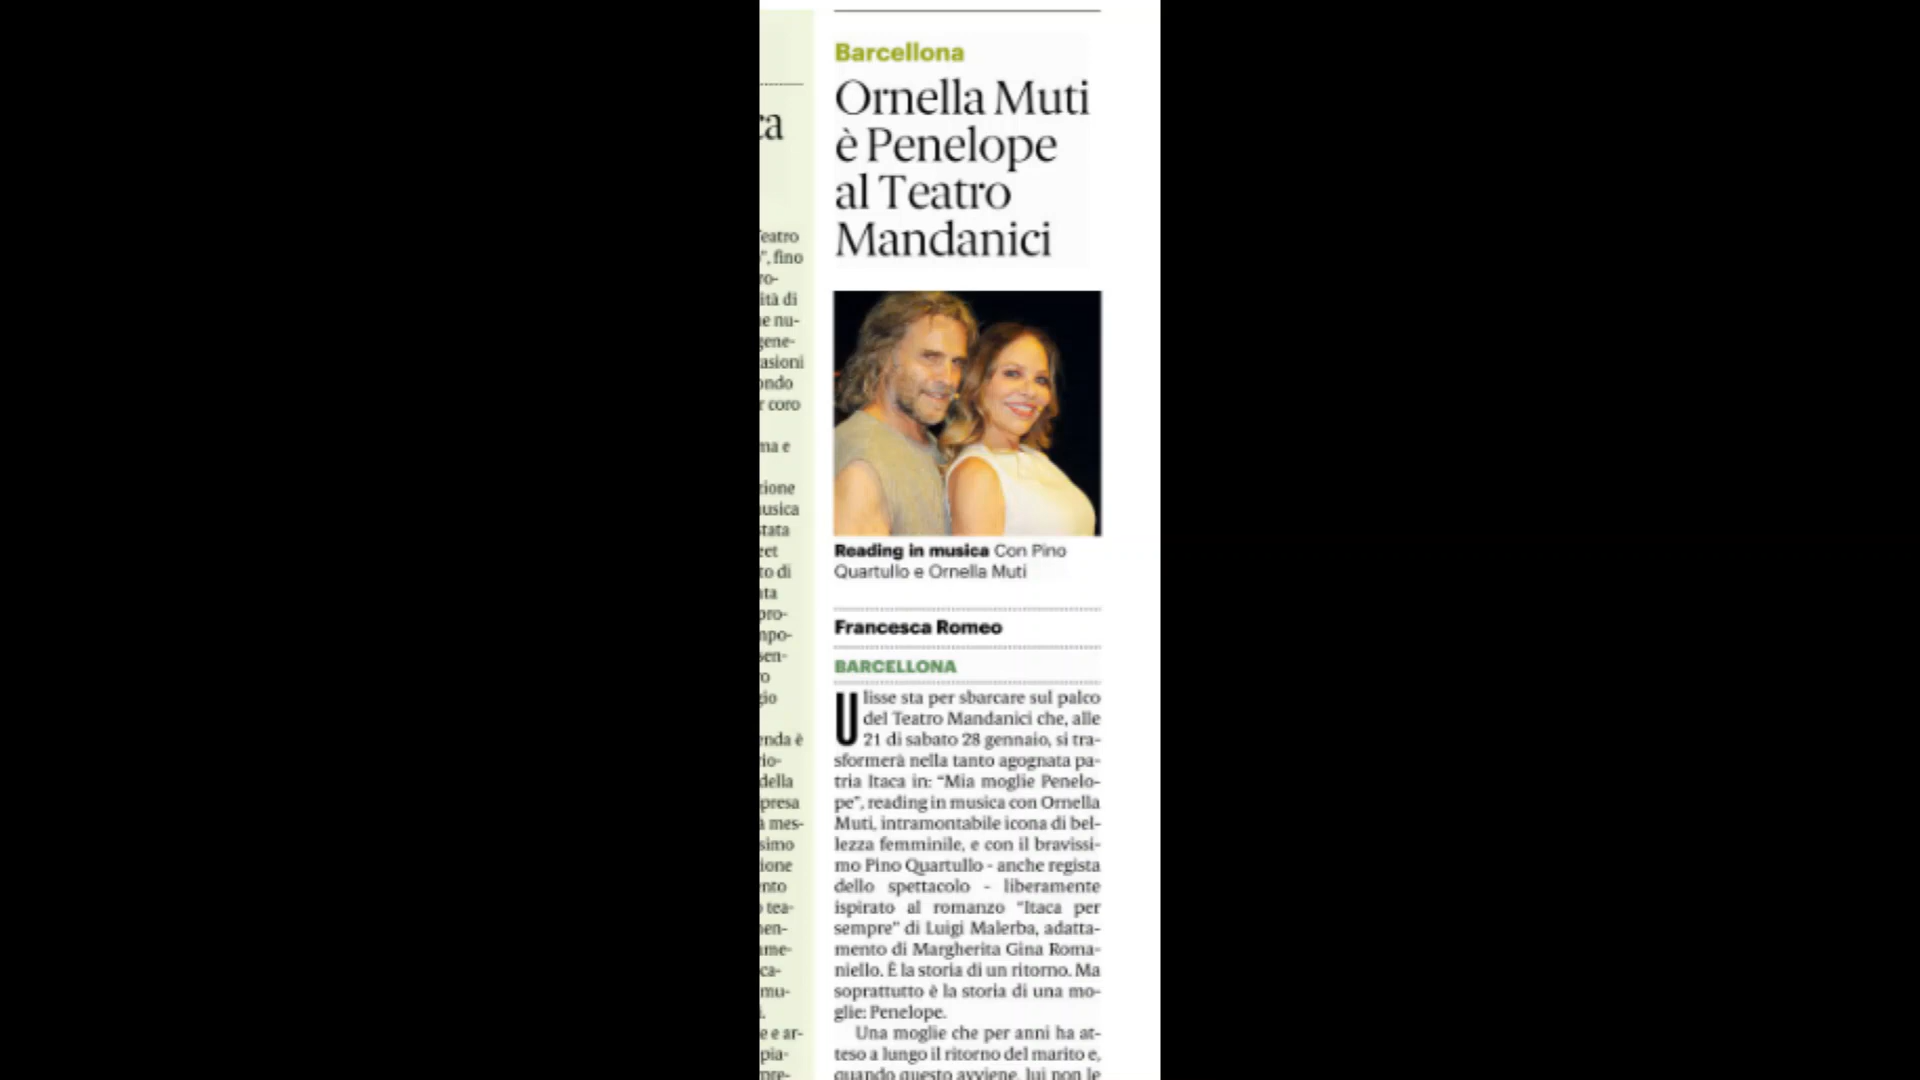 Barcellona
Ornella Muti
è Penelope
al Teatro
Mandanici
Reading in musica Con Pino
Quartullo e Ornella Muti
Francesca Romeo
BARCELLONA
Ulisse sta per sbarcare sul palco
del Teatro Mandanici che, alle
21 di sabato 28 gennaio, si tra-
sformerà nella tanto agognata pa-
tria Itaca in: “Mia moglie Penelo-
pe”, reading in musica con Ornella
Muti, intramontabile icona di bel-
lezza femminile, e con il bravissi-
mo Pino Quartullo - anche regista
dello spettacolo - liberamente
ispirato al romanzo “Itaca per
sempre” di Luigi Malerba, adatta-
mento di Margherita Gina Roma-
niello. È la storia di un ritorno. Ma
soprattutto è la storia di una mo-
glie: Penelope.
Una moglie che per anni ha at-
teso a lungo il ritorno del marito e,
quando questo avviene, lui non le